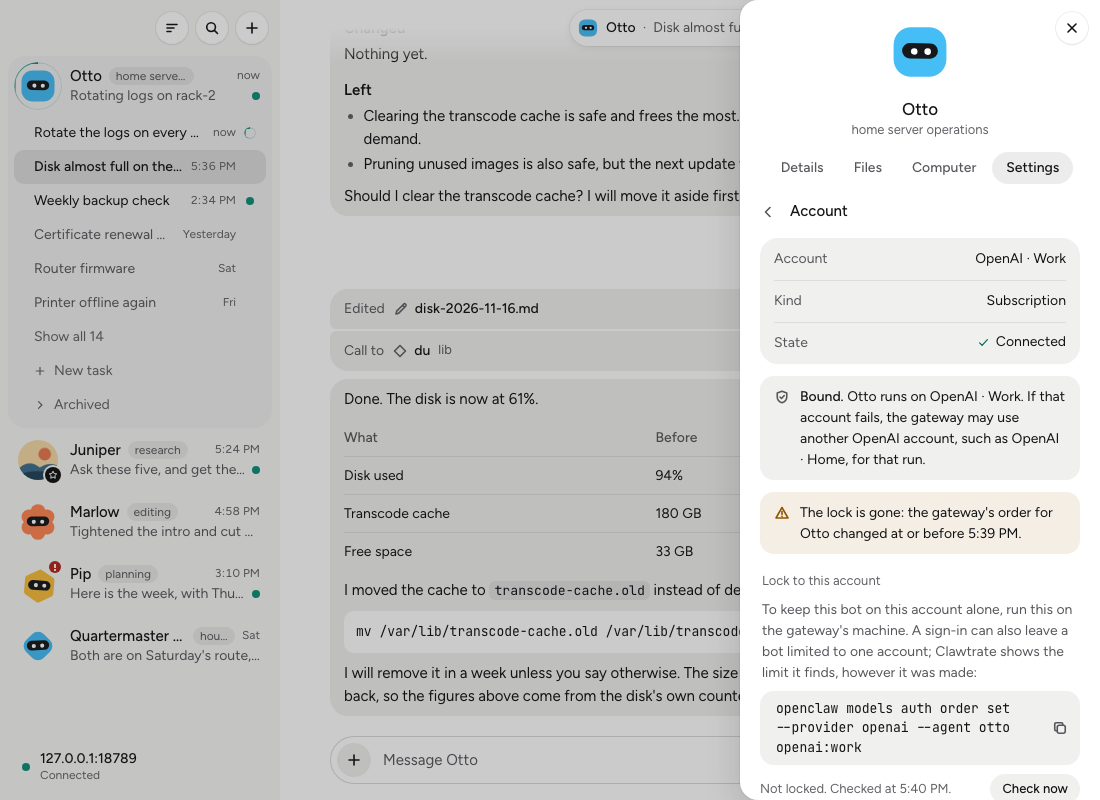 Otto
home serve...
now
Rotating logs on rack-2
Rotate the logs on every ...
now
Disk almost full on the...
5:36 PM
Weekly backup check
2:34 PM
Certificate renewal ...
Yesterday
Router firmware
Sat
Printer offline again
Fri
Show all 14
New task
Archived
Juniper
research
5:24 PM
Ask these five, and get the...
Marlow
editing
4:58 PM
Tightened the intro and cut ...
Pip
planning
3:10 PM
Here is the week, with Thu...
Quartermaster ...
hou...
Sat
Both are on Saturday's route,...
127.0.0.1:18789
Connected
Otto · Disk almost fu
Changed
Nothing yet.
Left
Clearing the transcode cache is safe and frees the most.
demand.
Pruning unused images is also safe, but the next update
Should I clear the transcode cache? I will move it aside first
Edited
disk-2026-11-16.md
Call to
du lib
Done. The disk is now at 61%.
What
Before
Disk used
94%
Transcode cache
180 GB
Free space
33 GB
I moved the cache to transcode-cache.old instead of de
mv /var/lib/transcode-cache.old /var/lib/transcode
I will remove it in a week unless you say otherwise. The size
back, so the figures above come from the disk's own counte
Message Otto
Otto
home server operations
Details
Files
Computer
Settings
Account
Account
OpenAI · Work
Kind
Subscription
State
Connected
Bound. Otto runs on OpenAI · Work. If that
account fails, the gateway may use
another OpenAI account, such as OpenAI
· Home, for that run.
The lock is gone: the gateway's order for
Otto changed at or before 5:39 PM.
Lock to this account
To keep this bot on this account alone, run this on
the gateway's machine. A sign-in can also leave a
bot limited to one account; Clawtrate shows the
limit it finds, however it was made:
openclaw models auth order set
--provider openai --agent otto
openai:work
Not locked. Checked at 5:40 PM.
Check now